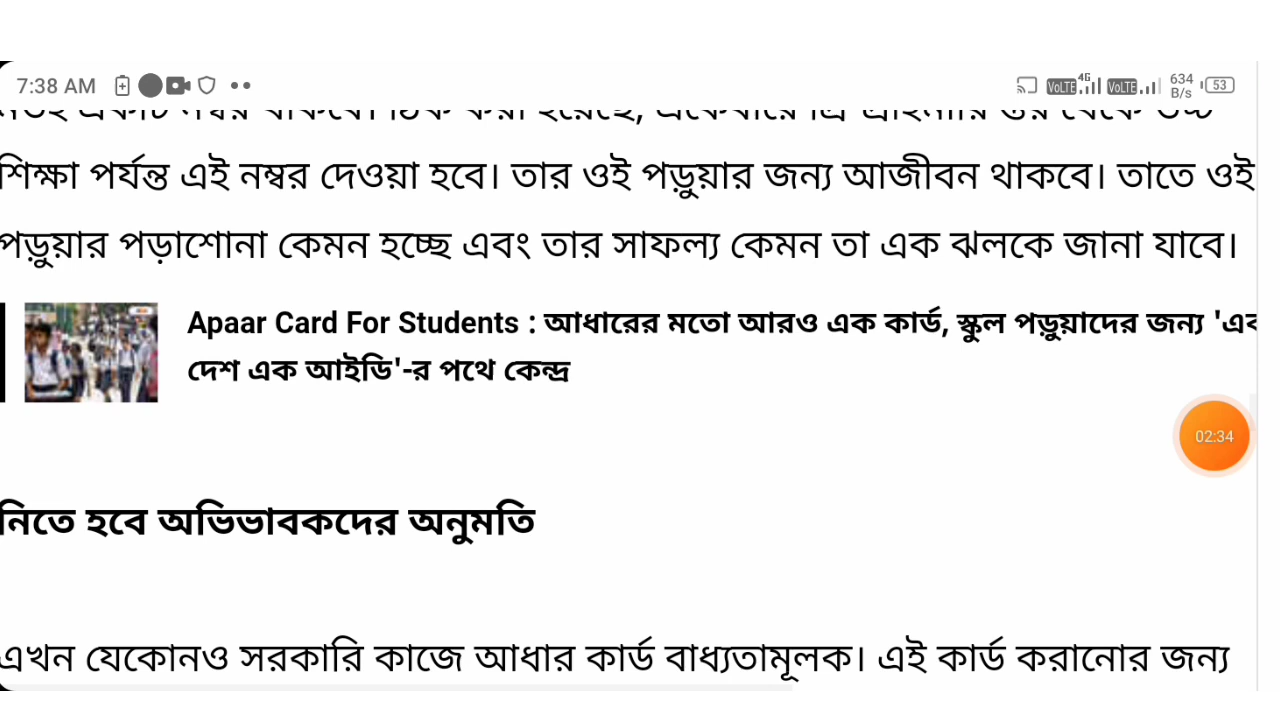 7:38 AM VoLTE 4G VoLTE 634 B/s 53
শিক্ষা পর্যন্ত এই নম্বর দেওয়া হবে। তার ওই পড়ুয়ার জন্য আজীবন থাকবে। তাতে ওই
পড়ুয়ার পড়াশোনা কেমন হচ্ছে এবং তার সাফল্য কেমন তা এক ঝলকে জানা যাবে।
Apaar Card For Students : আধারের মতো আরও এক কার্ড, স্কুল পড়ুয়াদের জন্য
দেশ এক আইডি'-র পথে কেন্দ্র
02:34
নিতে হবে অভিভাবকদের অনুমতি
এখন যেকোনও সরকারি কাজে আধার কার্ড বাধ্যতামূলক। এই কার্ড করানোর জন্য